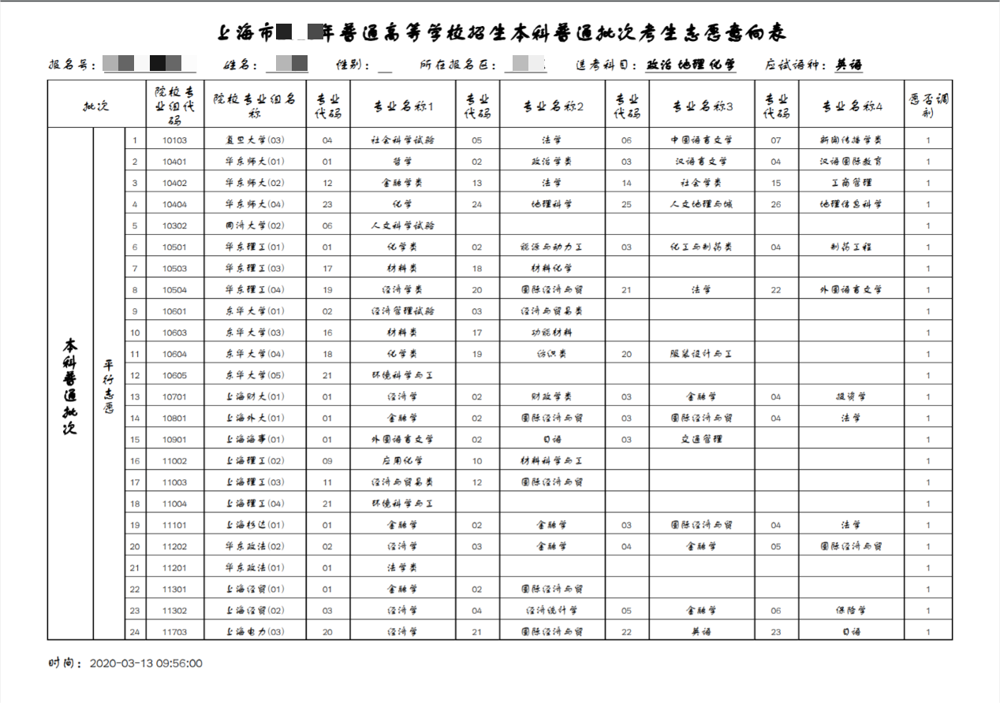 上海市 年普通高等学校招生本科普通批次考生志愿意向表
报名号： 姓名： 性别： 所在报名区： 选考科目：政治 地理 化学 应试语种：英语
批次 院校专业组代码 院校专业组名称 专业代码 专业名称1 专业代码 专业名称2 专业代码 专业名称3 专业代码 专业名称4 愿否调剂
本科普通批次 平行志愿
1 10103 复旦大学(03) 04 社会科学试验 05 法学 06 中国语言文学 07 新闻传播学类 1
2 10401 华东师大(01) 01 哲学 02 政治学类 03 汉语言文学 04 汉语国际教育 1
3 10402 华东师大(02) 12 金融学类 13 法学 14 社会学类 15 工商管理 1
4 10404 华东师大(04) 23 化学 24 地理科学 25 人文地理与城 26 地理信息科学 1
5 10302 同济大学(02) 06 人文科学试验 1
6 10501 华东理工(01) 01 化学类 02 能源与动力工 03 化工与制药类 04 制药工程 1
7 10503 华东理工(03) 17 材料类 18 材料化学 1
8 10504 华东理工(04) 19 经济学类 20 国际经济与贸 21 法学 22 外国语言文学 1
9 10601 东华大学(01) 02 经济管理试验 03 经济与贸易类 1
10 10603 东华大学(03) 16 材料类 17 功能材料 1
11 10604 东华大学(04) 18 化学类 19 纺织类 20 服装设计与工 1
12 10605 东华大学(05) 21 环境科学与工 1
13 10701 上海财大(01) 01 经济学 02 财政学类 03 金融学 04 投资学 1
14 10801 上海外大(01) 01 金融学 02 国际经济与贸 03 国际经济与贸 04 法学 1
15 10901 上海海事(01) 01 外国语言文学 02 日语 03 交通管理 1
16 11002 上海理工(02) 09 应用化学 10 材料科学与工 1
17 11003 上海理工(03) 11 经济与贸易类 12 国际经济与贸 1
18 11004 上海理工(04) 21 环境科学与工 1
19 11101 上海杉达(01) 01 金融学 02 金融学 03 国际经济与贸 04 法学 1
20 11202 华东政法(02) 02 经济学 03 金融学 04 金融学 05 国际经济与贸 1
21 11201 华东政法(01) 01 法学类 1
22 11301 上海经贸(01) 01 金融学 02 国际经济与贸 1
23 11302 上海经贸(02) 03 经济学 04 经济统计学 05 金融学 06 保险学 1
24 11703 上海电力(03) 20 经济学 21 国际经济与贸 22 英语 23 日语 1
时间：2020-03-13 09:56:00